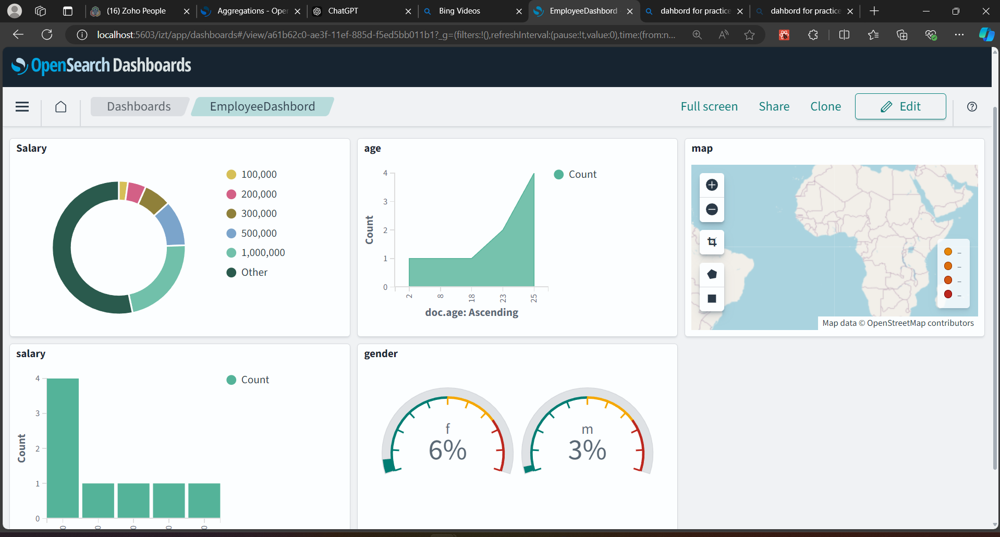 (16) Zoho People
Aggregations - Oper
ChatGPT
Bing Videos
EmployeeDashbord -
dahbord for practice
dahbord for practice
localhost:5603/izt/app/dashboards#/view/a61b62c0-ae3f-11ef-885d-f5ed5bb011b1?_g=(filters:!(),refreshInterval:(pause:!t,value:0),time:(from:n...
OpenSearch Dashboards
Dashboards
EmployeeDashbord
Full screen
Share
Clone
Edit
Salary
100,000
200,000
300,000
500,000
1,000,000
Other
age
Count
4
3
2
1
0
Count
2
8
18
23
25
doc.age: Ascending
map
–
–
–
–
Map data © OpenStreetMap contributors
salary
Count
4
3
2
1
0
Count
0
0
0
0
0
gender
f
6%
m
3%